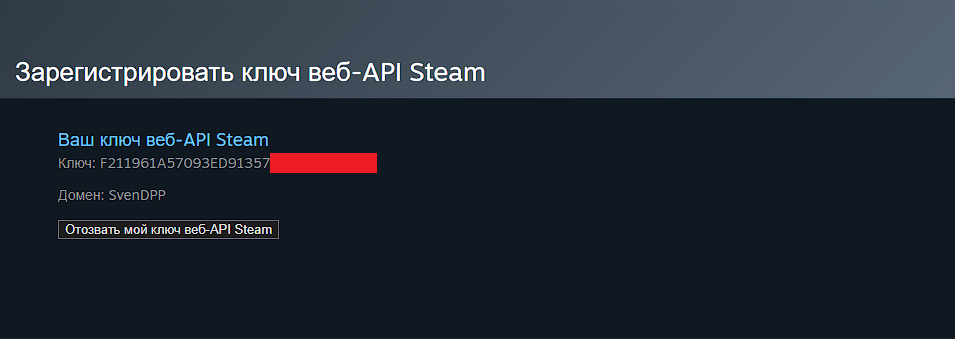 Зарегистрировать ключ веб-API Steam
Ваш ключ веб-API Steam
Ключ: F211961A57093ED91357
Домен: SvenDPP
Отозвать мой ключ веб-API Steam